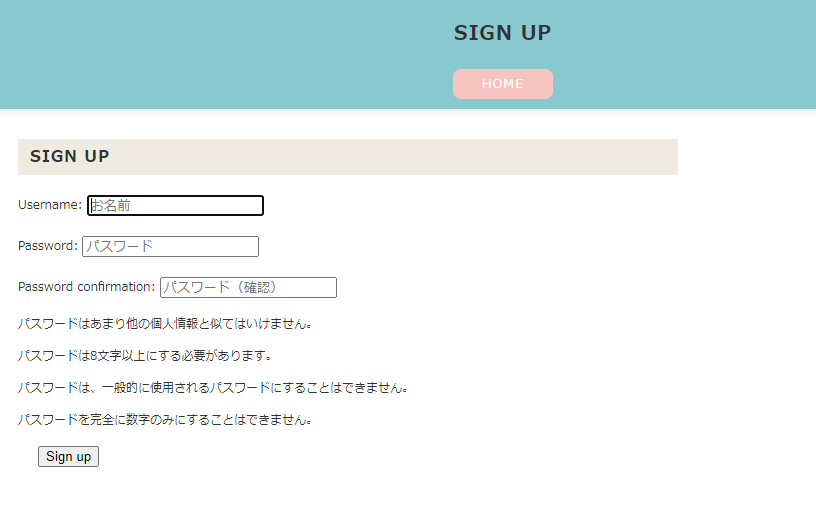 SIGN UP
HOME
SIGN UP
Username: お名前
Password: パスワード
Password confirmation: パスワード（確認）
パスワードはあまり他の個人情報と似てはいけません。
パスワードは8文字以上にする必要があります。
パスワードは、一般的に使用されるパスワードにすることはできません。
パスワードを完全に数字のみにすることはできません。
Sign up